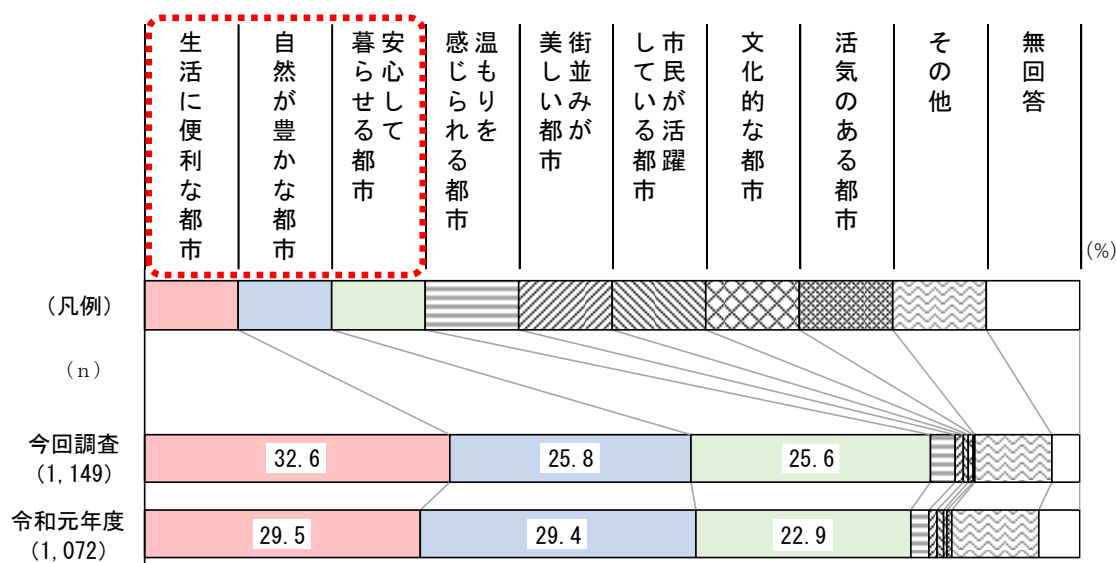 生活に便利な都市
自然が豊かな都市
安心して
暮らせる都市
温もりを
感じられる都市
街並みが
美しい都市
市民が活躍
している都市
文化的な都市
活気のある都市
その他
無回答
(%)
(凡例)
(n)
今回調査
(1,149)
32.6
25.8
25.6
令和元年度
(1,072)
29.5
29.4
22.9